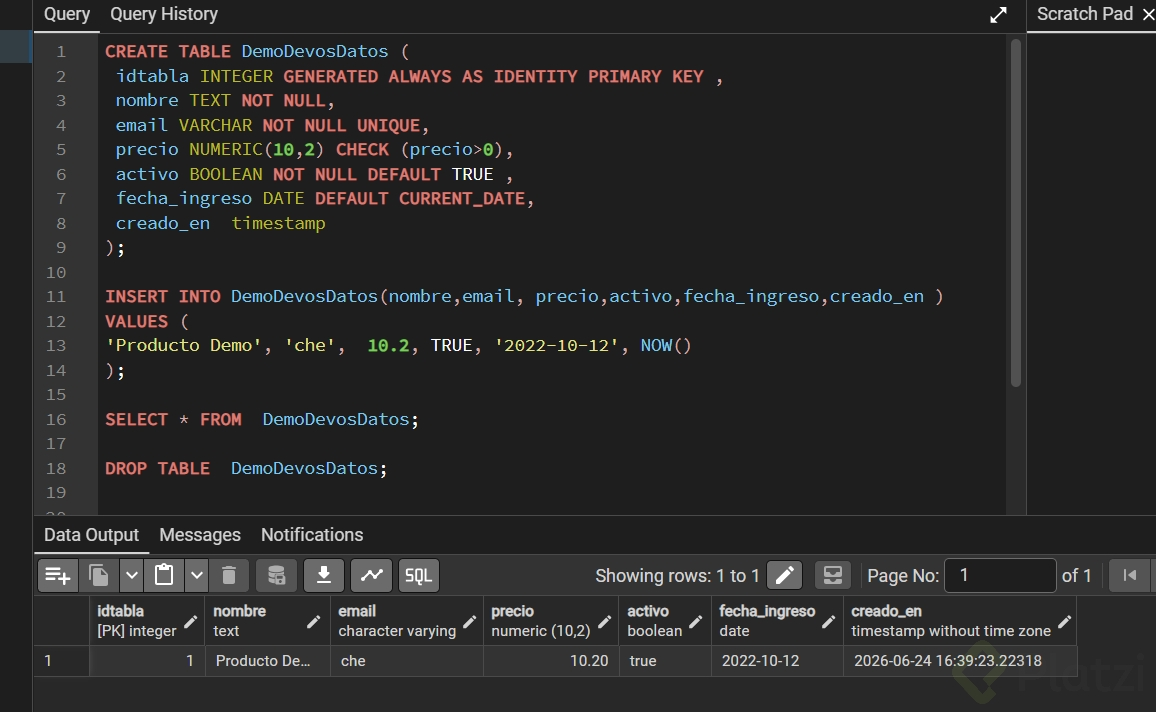 Query Query History Scratch Pad
1 CREATE TABLE DemoDevosDatos (
2 idtabla INTEGER GENERATED ALWAYS AS IDENTITY PRIMARY KEY ,
3 nombre TEXT NOT NULL,
4 email VARCHAR NOT NULL UNIQUE,
5 precio NUMERIC(10,2) CHECK (precio>0),
6 activo BOOLEAN NOT NULL DEFAULT TRUE ,
7 fecha_ingreso DATE DEFAULT CURRENT_DATE,
8 creado_en  timestamp
9 );
10
11 INSERT INTO DemoDevosDatos(nombre,email, precio,activo,fecha_ingreso,creado_en )
12 VALUES (
13 'Producto Demo', 'che',  10.2, TRUE, '2022-10-12', NOW()
14 );
15
16 SELECT * FROM  DemoDevosDatos;
17
18 DROP TABLE  DemoDevosDatos;
19
Data Output Messages Notifications
SQL Showing rows: 1 to 1 Page No: 1 of 1
idtabla nombre email precio activo fecha_ingreso creado_en
[PK] integer text character varying numeric (10,2) boolean date timestamp without time zone
1 1 Producto De... che 10.20 true 2022-10-12 2026-06-24 16:39:23.22318
Platzi